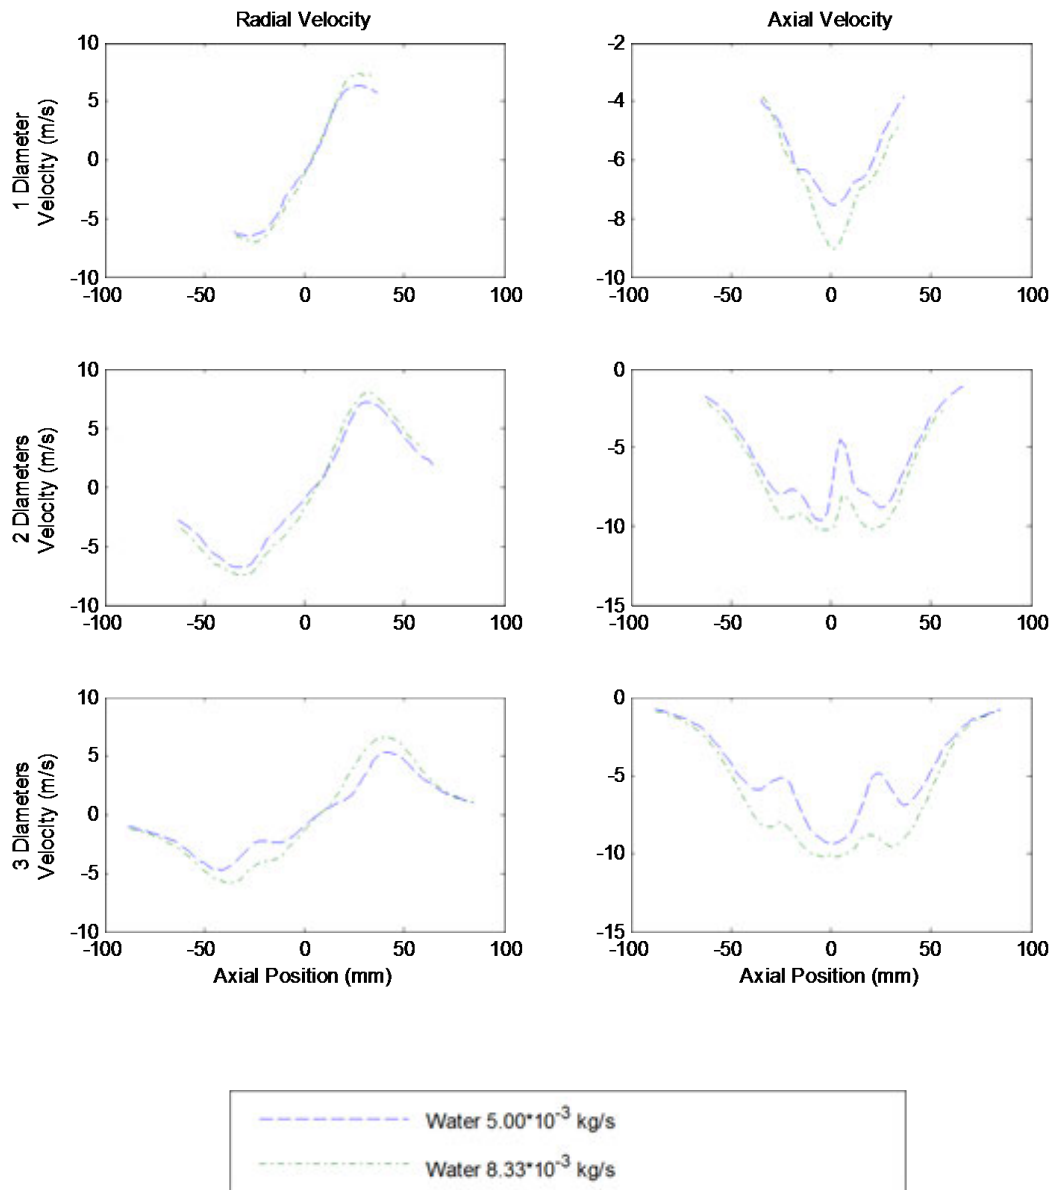 Radial Velocity
Axial Velocity
1 Diameter
Velocity (m/s)
10
5
0
-5
-10
-100 -50 0 50 100
-2
-4
-6
-8
-10
-100 -50 0 50 100
2 Diameters
Velocity (m/s)
10
5
0
-5
-10
-100 -50 0 50 100
0
-5
-10
-15
-100 -50 0 50 100
3 Diameters
Velocity (m/s)
10
5
0
-5
-10
-100 -50 0 50 100
Axial Position (mm)
0
-5
-10
-15
-100 -50 0 50 100
Axial Position (mm)
Water 5.00*10-3 kg/s
Water 8.33*10-3 kg/s